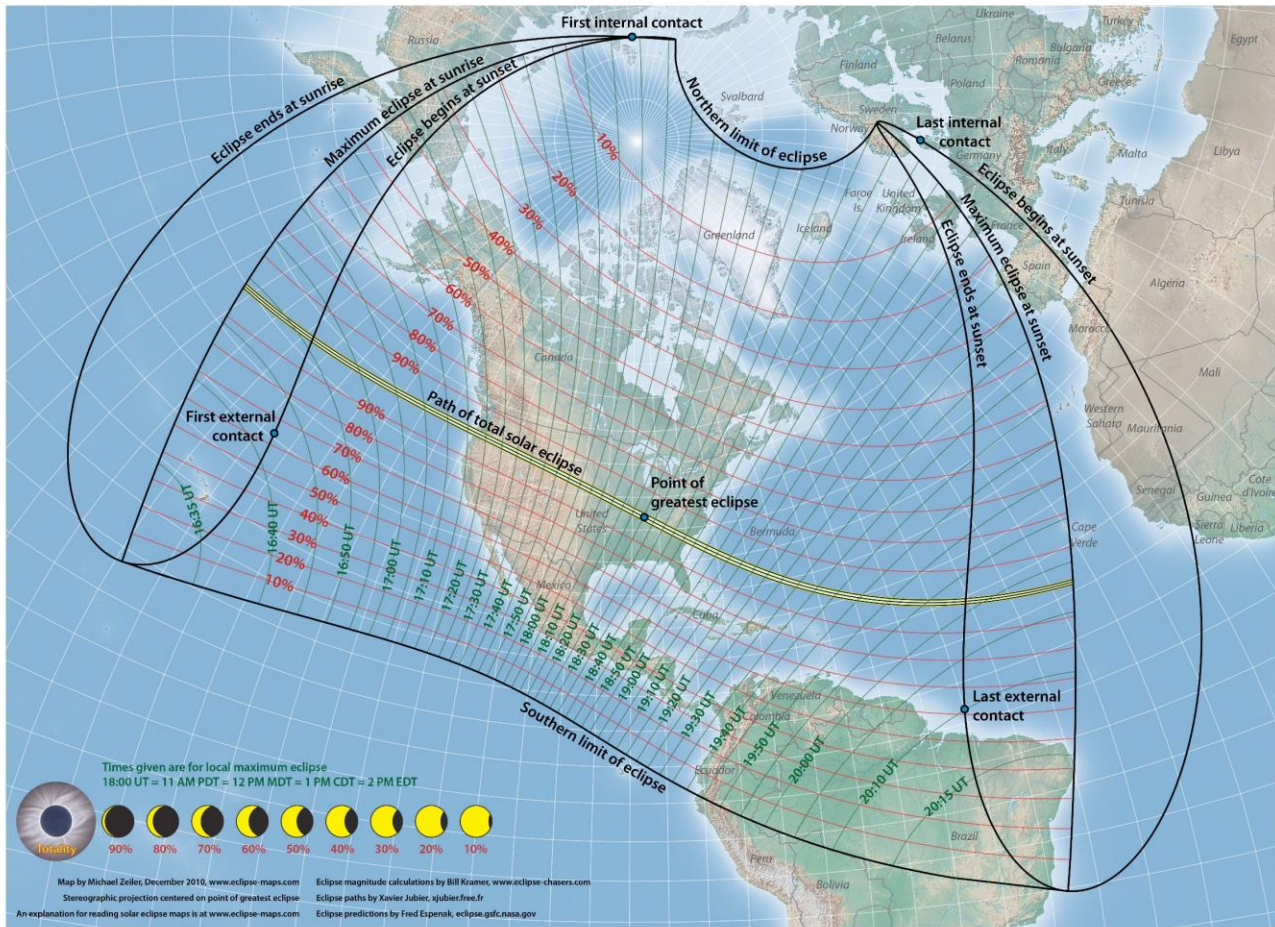 First internal contact
Ukraine
Turkey
Russia
Belarus
Bulgaria
Romania
Egypt
Finland
Poland
Greece
Eclipse ends at sunrise
Maximum eclipse at sunrise
Eclipse begins at sunset
Northern limit of eclipse
Svalbard
Sweden
Norway
Last internal
contact
Germany
Italy
Malta
Libya
10%
20%
30%
40%
50%
60%
70%
80%
90%
Greenland
Iceland
Faroe
Is.
United
Kingdom
Ireland
France
Spain
Tunisia
Algeria
Morocco
Eclipse begins at sunset
Maximum eclipse at sunset
Eclipse ends at sunset
Canada
Path of total solar eclipse
First external
contact
90%
80%
70%
60%
50%
40%
30%
20%
10%
Point of
greatest eclipse
United
States
Bermuda
Mali
Western
Sahara
Mauritania
Senegal
Guinea
Sierra
Leone
Liberia
Cote
d'Ivoire
Cape
Verde
Mexico
Cuba
16:35 UT
16:40 UT
16:50 UT
17:00 UT
17:10 UT
17:20 UT
17:30 UT
17:40 UT
17:50 UT
18:00 UT
18:10 UT
18:20 UT
18:30 UT
18:40 UT
18:50 UT
19:00 UT
19:10 UT
19:20 UT
19:30 UT
19:40 UT
19:50 UT
20:00 UT
20:10 UT
20:15 UT
Venezuela
Colombia
Ecuador
Peru
Brazil
Bolivia
Last external
contact
Southern limit of eclipse
Times given are for local maximum eclipse
18:00 UT = 11 AM PDT = 12 PM MDT = 1 PM CDT = 2 PM EDT
Totality
90%
80%
70%
60%
50%
40%
30%
20%
10%
Map by Michael Zeiler, December 2010, www.eclipse-maps.com
Stereographic projection centered on point of greatest eclipse
An explanation for reading solar eclipse maps is at www.eclipse-maps.com
Eclipse magnitude calculations by Bill Kramer, www.eclipse-chasers.com
Eclipse paths by Xavier Jubier, xjubier.free.fr
Eclipse predictions by Fred Espenak, eclipse.gsfc.nasa.gov